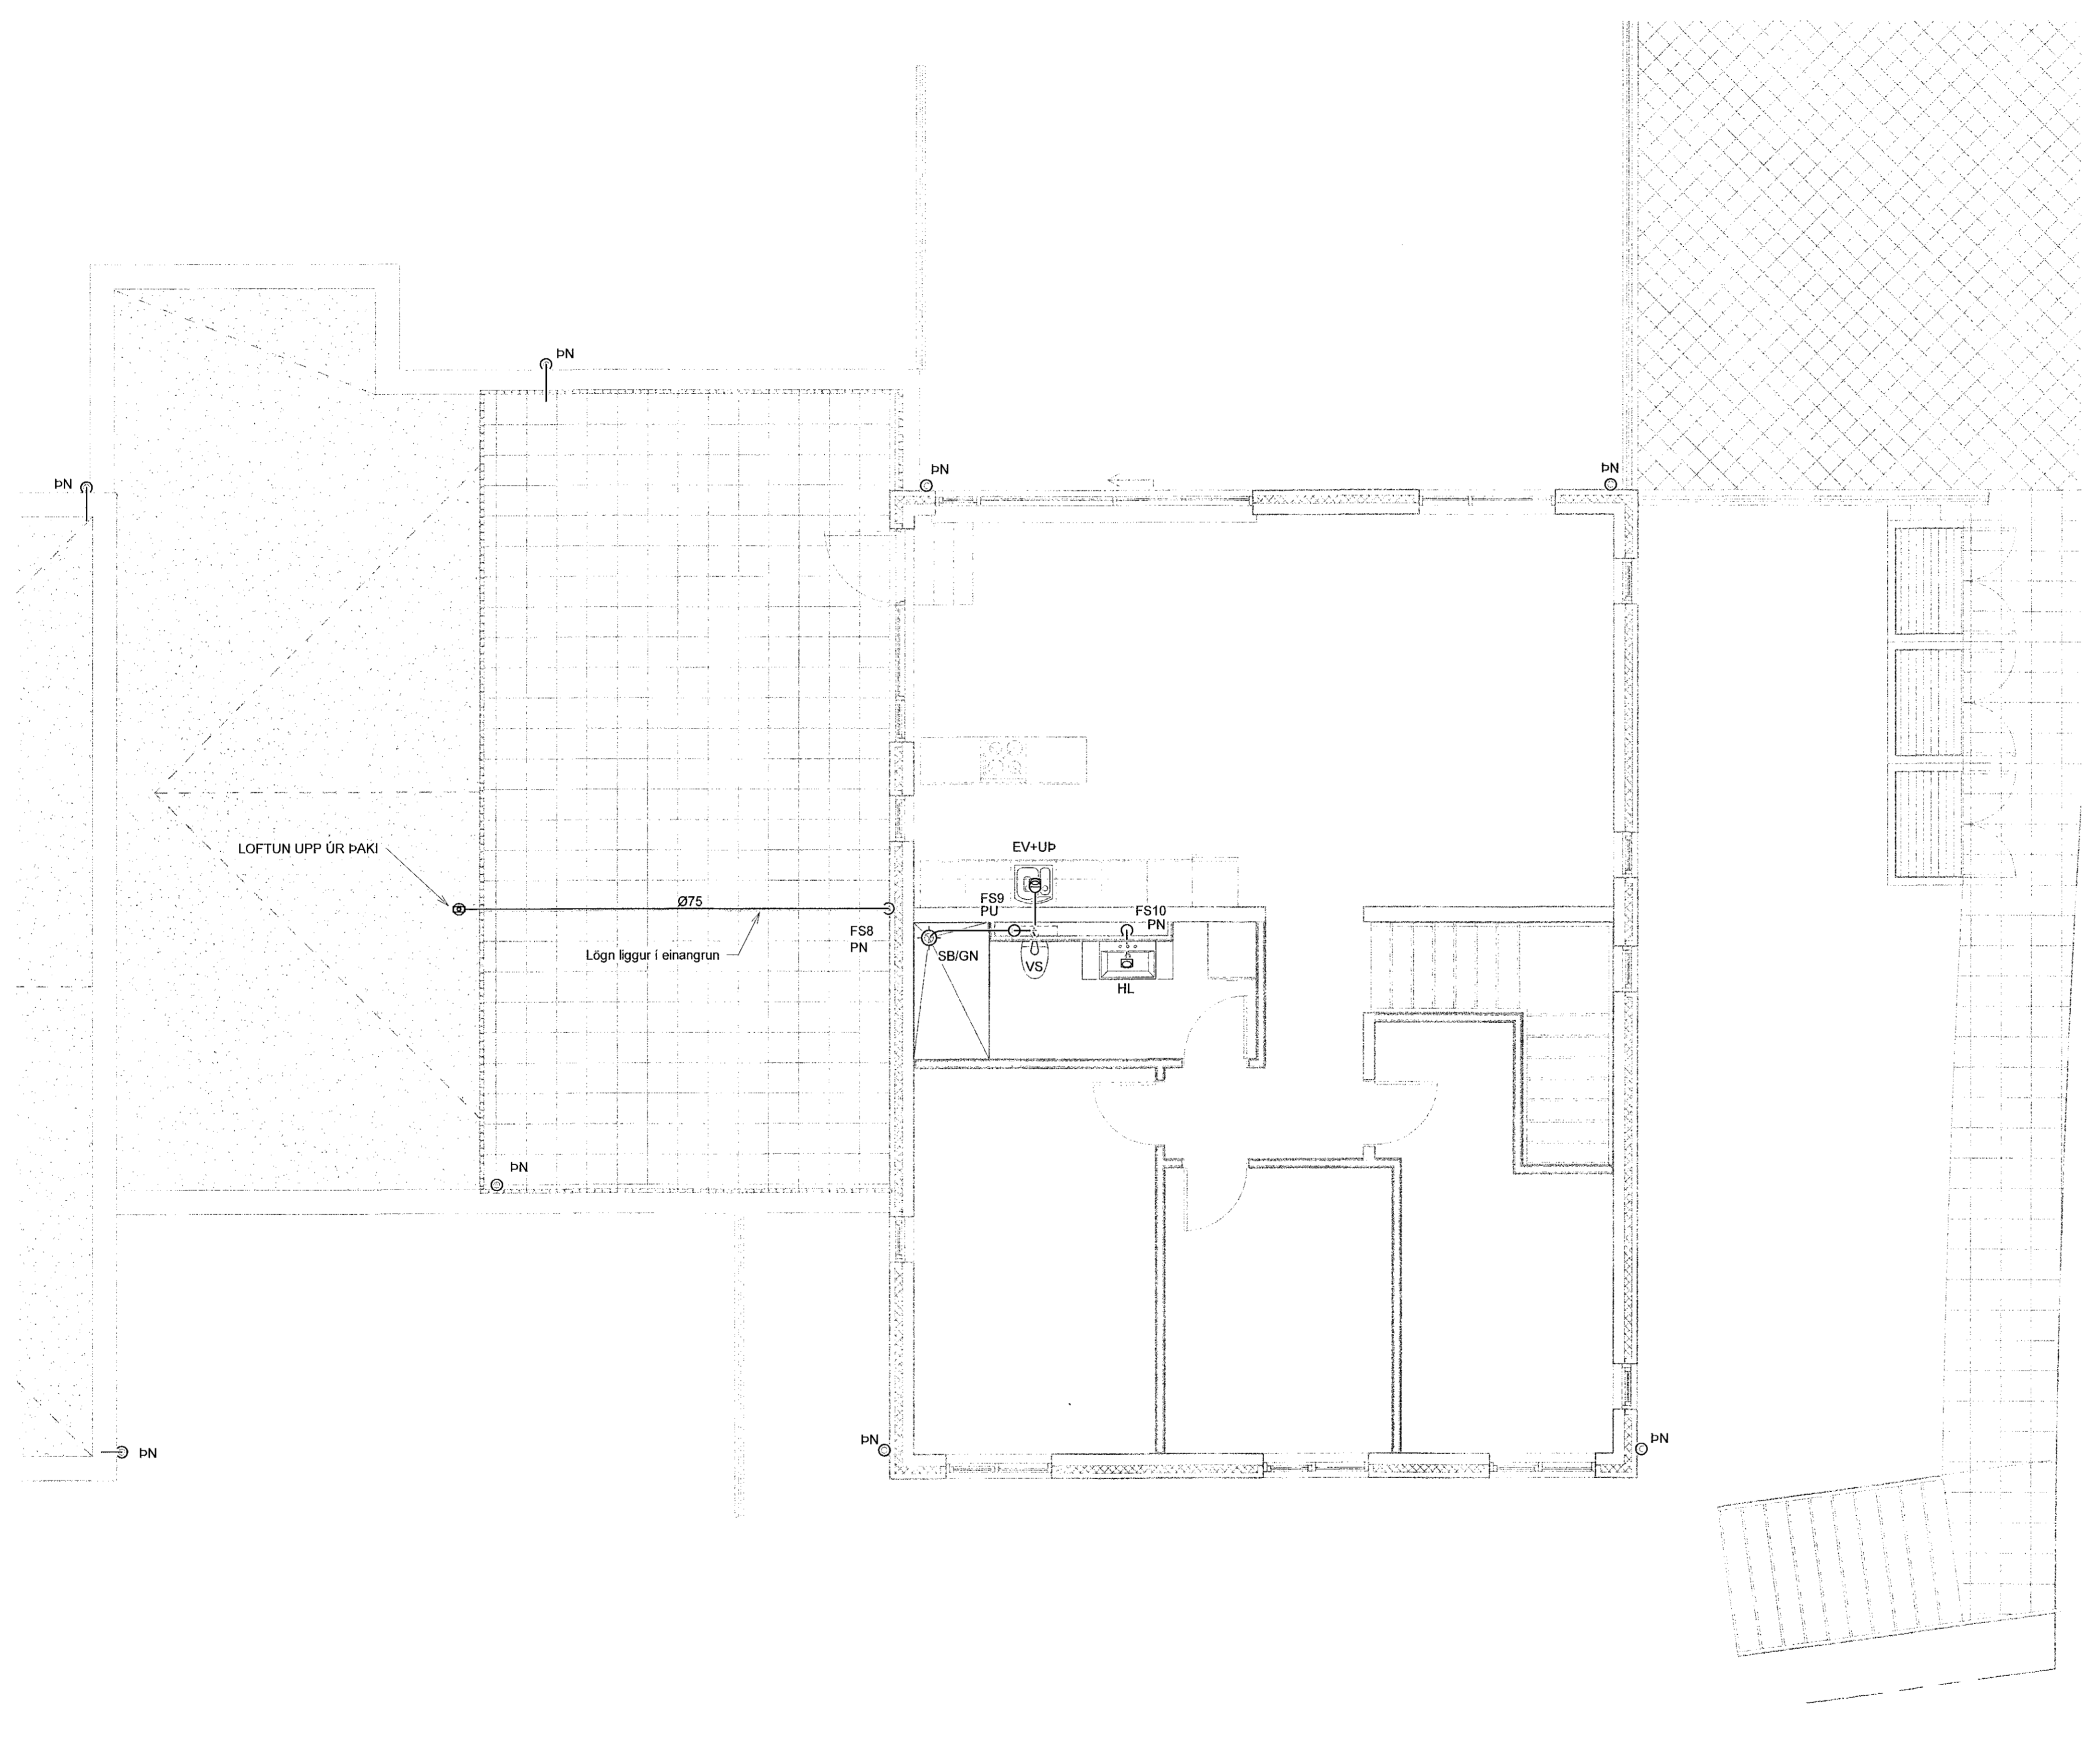 ÞN
ÞN
ÞN
ÞN
LOFTUN UPP ÚR ÞAKI
EV+UÞ
Ø75
FS9
PU
FS10
PN
FS8
PN
Lögn liggur í einangrun
SB/GN
VS
HL
ÞN
ÞN
ÞN
ÞN